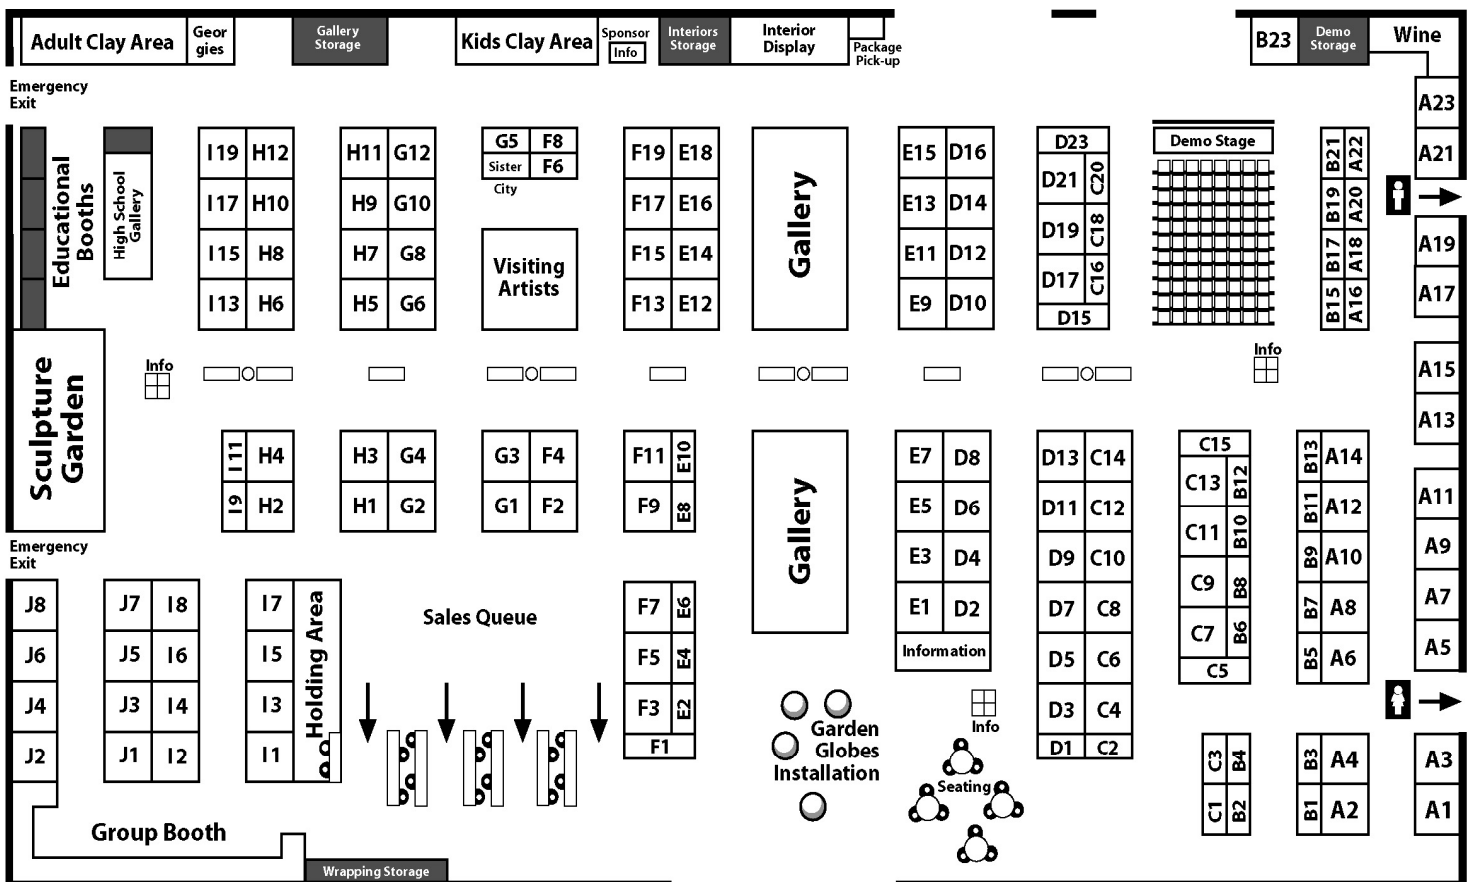 Adult Clay Area
Geor
gies
Gallery
Storage
Kids Clay Area
Sponsor
Info
Interiors
Storage
Interior
Display
Package
Pick-up
B23
Demo
Storage
Wine
Emergency
Exit
A23
Educational
Booths
High School
Gallery
I19 H12
H11 G12
G5 F8
Sister F6
City
F19 E18
Gallery
E15 D16
D23
D21 C20
Demo Stage
B21 A22
A21
I17 H10
H9 G10
F17 E16
E13 D14
D19 C18
B19 A20
I15 H8
H7 G8
Visiting
Artists
F15 E14
E11 D12
D17 C16
B17 A18
A19
I13 H6
H5 G6
F13 E12
E9 D10
D15
B15 A16
A17
Sculpture
Garden
Info
Info
A15
A13
I11 H4
H3 G4
G3 F4
F11 E10
Gallery
E7 D8
D13 C14
C15
C13 B12
B13 A14
I9 H2
H1 G2
G1 F2
F9 E8
E5 D6
D11 C12
C11 B10
B11 A12
A11
Emergency
Exit
E3 D4
D9 C10
C9 B8
B9 A10
A9
J8
J7 I8
I7
Holding Area
Sales Queue
F7 E6
E1 D2
D7 C8
C7 B6
B7 A8
A7
J6
J5 I6
I5
F5 E4
Information
D5 C6
C5
B5 A6
A5
J4
J3 I4
I3
F3 E2
Garden
Globes
Installation
Info
D3 C4
J2
J1 I2
I1
F1
D1 C2
C3 B4
B3 A4
A3
Seating
C1 B2
B1 A2
A1
Group Booth
Wrapping Storage